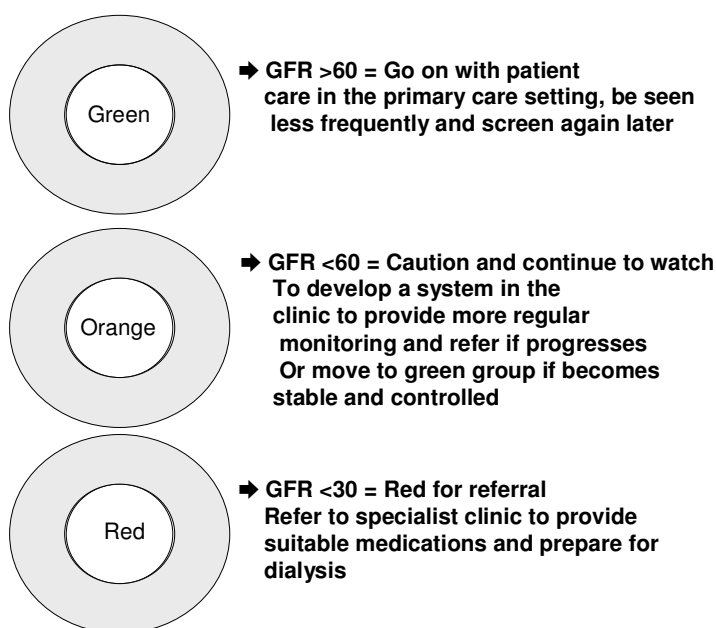 Green
➡ GFR >60 = Go on with patient
care in the primary care setting, be seen
less frequently and screen again later
Orange
➡ GFR <60 = Caution and continue to watch
To develop a system in the
clinic to provide more regular
monitoring and refer if progresses
Or move to green group if becomes
stable and controlled
Red
➡ GFR <30 = Red for referral
Refer to specialist clinic to provide
suitable medications and prepare for
dialysis